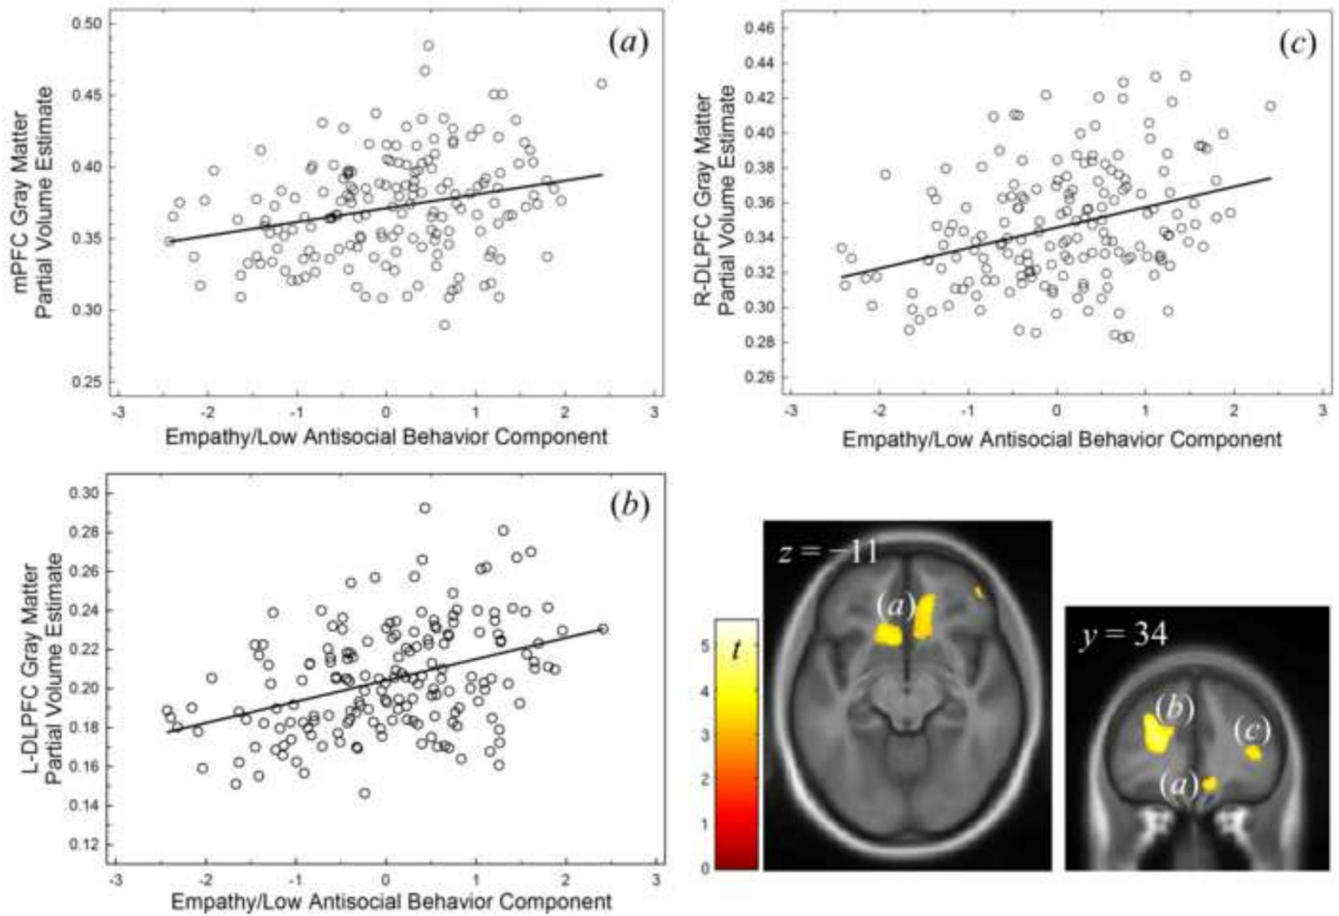 (a)
mPFC Gray Matter
Partial Volume Estimate
0.50
0.45
0.40
0.35
0.30
0.25
-3 -2 -1 0 1 2 3
Empathy/Low Antisocial Behavior Component
(c)
R-DLPFC Gray Matter
Partial Volume Estimate
0.46
0.44
0.42
0.40
0.38
0.36
0.34
0.32
0.30
0.28
0.26
-3 -2 -1 0 1 2 3
Empathy/Low Antisocial Behavior Component
(b)
L-DLPFC Gray Matter
Partial Volume Estimate
0.30
0.28
0.26
0.24
0.22
0.20
0.18
0.16
0.14
0.12
-3 -2 -1 0 1 2 3
Empathy/Low Antisocial Behavior Component
t
5
4
3
2
1
0
z = −11
(a)
y = 34
(b)
(c)
(a)